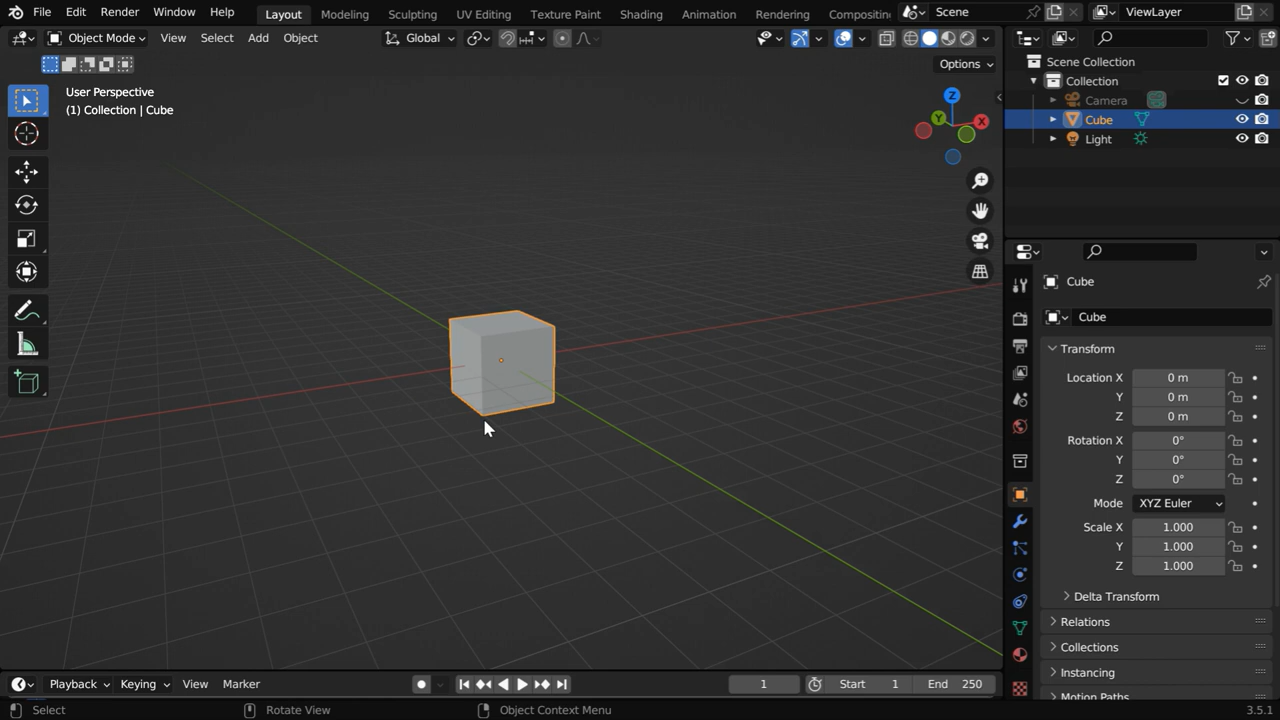 File Edit Render Window Help Layout Modeling Sculpting UV Editing Texture Paint Shading Animation Rendering Compositing Scene ViewLayer
Object Mode View Select Add Object Global
Options
User Perspective
(1) Collection | Cube
Z
Y
X
Scene Collection
Collection
Camera
Cube
Light
Cube
Cube
Transform
Location X 0 m
Y 0 m
Z 0 m
Rotation X 0°
Y 0°
Z 0°
Mode XYZ Euler
Scale X 1.000
Y 1.000
Z 1.000
Delta Transform
Relations
Collections
Instancing
Motion Paths
Playback Keying View Marker 1 Start 1 End 250
Select Rotate View Object Context Menu 3.5.1